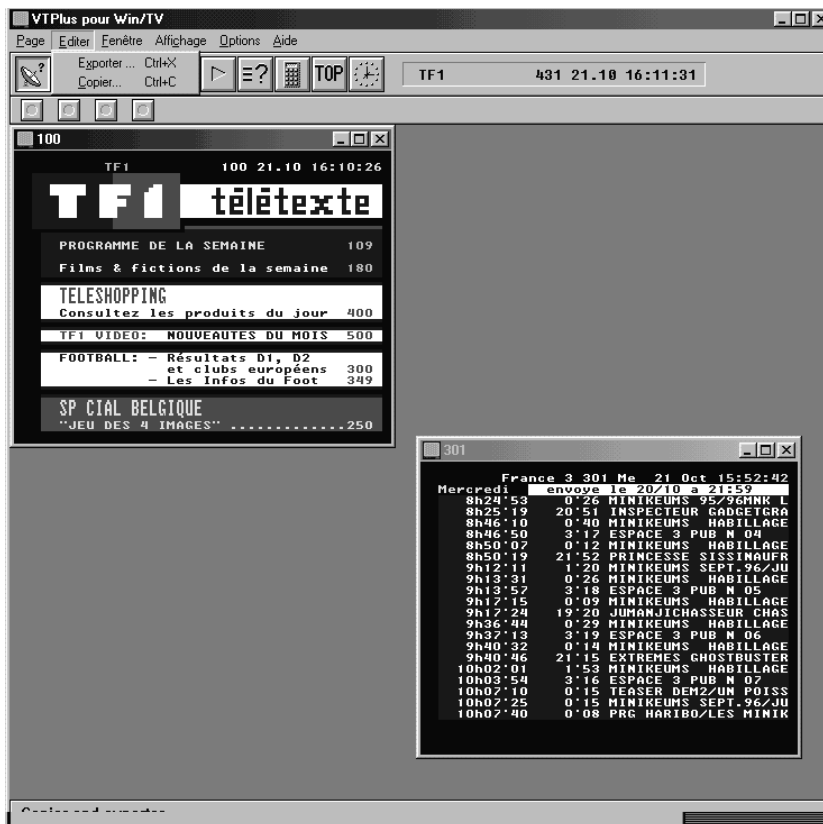 VTPlus pour Win/TV
Page Editer Fenêtre Affichage Options Aide
Exporter ... Ctrl+X
Copier... Ctrl+C
? =? TOP TF1 431 21.10 16:11:31
100
TF1 100 21.10 16:10:26
TF1 télétexte
PROGRAMME DE LA SEMAINE 109
Films & fictions de la semaine 180
TELESHOPPING
Consultez les produits du jour 400
TF1 VIDEO: NOUVEAUTES DU MOIS 500
FOOTBALL: - Résultats D1, D2
et clubs européens 300
- Les Infos du Foot 349
SP CIAL BELGIQUE
"JEU DES 4 IMAGES" .............250
301
France 3 301 Me 21 Oct 15:52:42
Mercredi envoye le 20/10 a 21:59
8h24'53 0'26 MINIKEUMS 95/96MNK L
8h25'19 20'51 INSPECTEUR GADGETGRA
8h46'10 0'40 MINIKEUMS HABILLAGE
8h46'50 3'17 ESPACE 3 PUB N 04
8h50'07 0'12 MINIKEUMS HABILLAGE
8h50'19 21'52 PRINCESSE SISSINAUFR
9h12'11 1'20 MINIKEUMS SEPT.96/JU
9h13'31 0'26 MINIKEUMS HABILLAGE
9h13'57 3'18 ESPACE 3 PUB N 05
9h17'15 0'09 MINIKEUMS HABILLAGE
9h17'24 19'20 JUMANJICHASSEUR CHAS
9h36'44 0'29 MINIKEUMS HABILLAGE
9h37'13 3'19 ESPACE 3 PUB N 06
9h40'32 0'14 MINIKEUMS HABILLAGE
9h40'46 21'15 EXTREMES GHOSTBUSTER
10h02'01 1'53 MINIKEUMS HABILLAGE
10h03'54 3'16 ESPACE 3 PUB N 07
10h07'10 0'15 TEASER DEM2/UN POISS
10h07'25 0'15 MINIKEUMS SEPT.96/JU
10h07'40 0'08 PRG HARIBO/LES MINIK